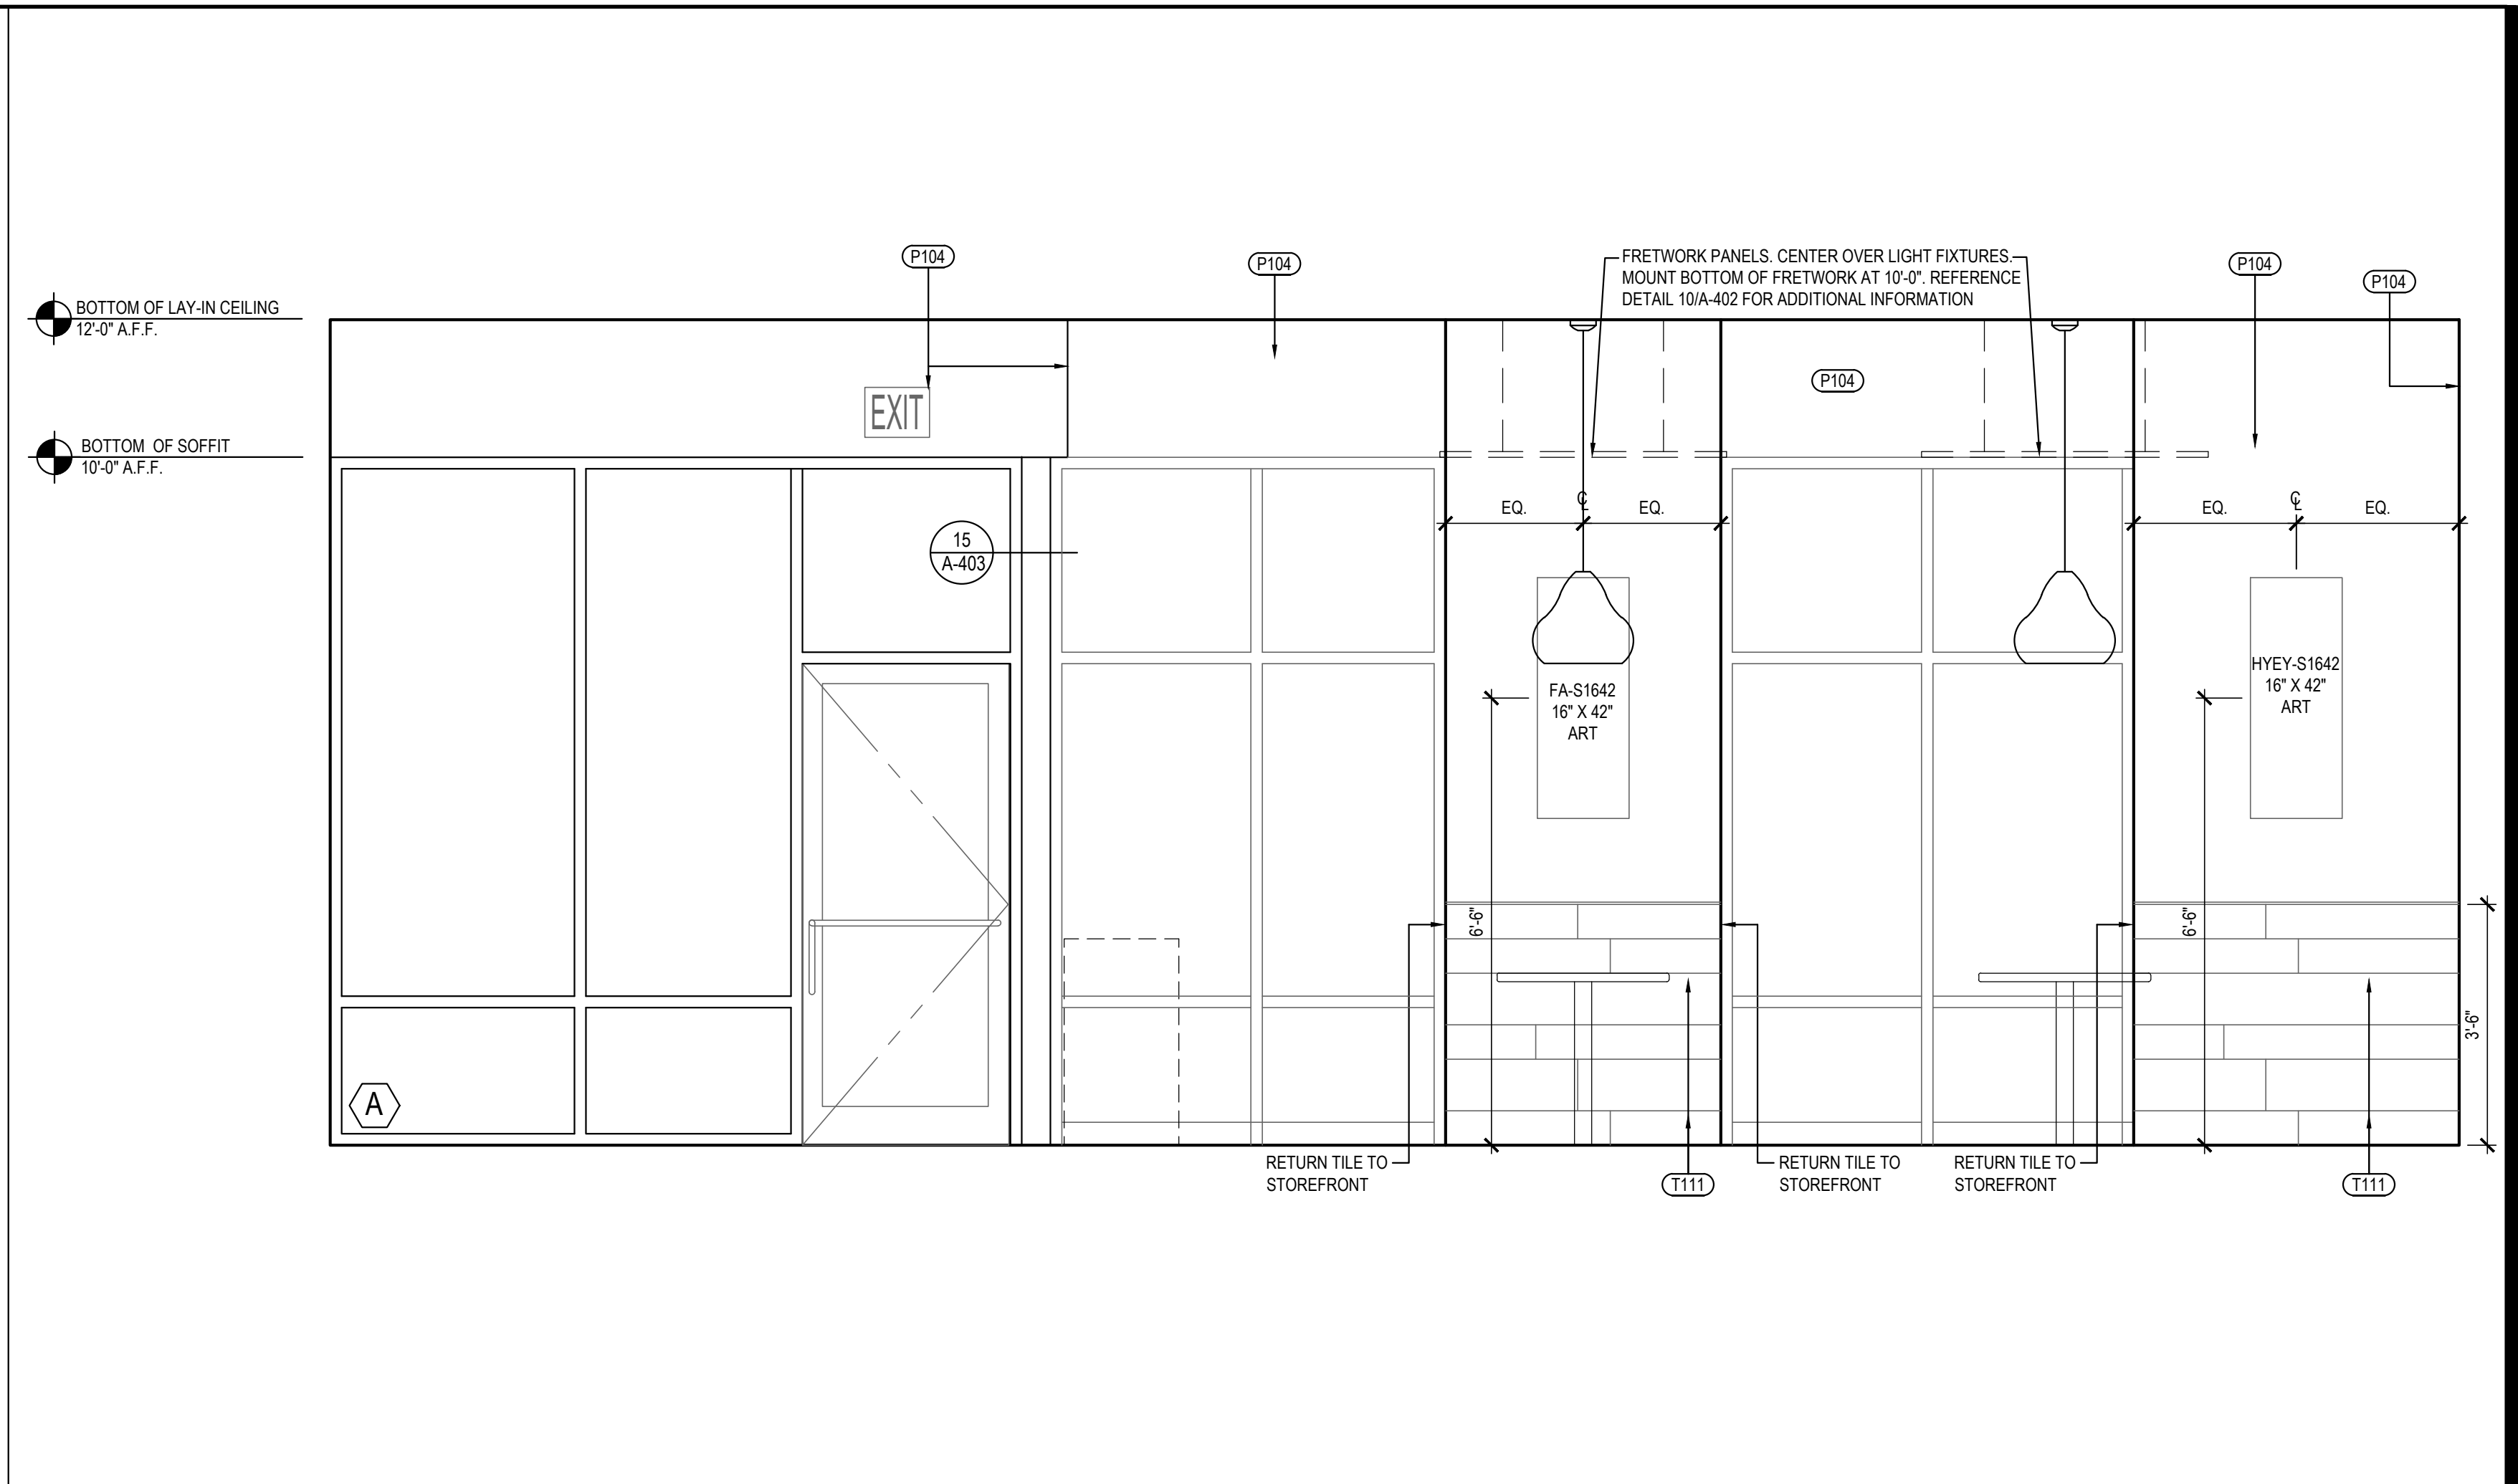 P104
P104
FRETWORK PANELS. CENTER OVER LIGHT FIXTURES.
MOUNT BOTTOM OF FRETWORK AT 10'-0". REFERENCE
DETAIL 10/A-402 FOR ADDITIONAL INFORMATION
P104
P104
BOTTOM OF LAY-IN CEILING
12'-0" A.F.F.
P104
EXIT
BOTTOM OF SOFFIT
10'-0" A.F.F.
EQ.
℄
EQ.
EQ.
℄
EQ.
15
A-403
FA-S1642
16" X 42"
ART
HYEY-S1642
16" X 42"
ART
6'-6"
6'-6"
3'-6"
A
RETURN TILE TO
STOREFRONT
T111
RETURN TILE TO
STOREFRONT
RETURN TILE TO
STOREFRONT
T111